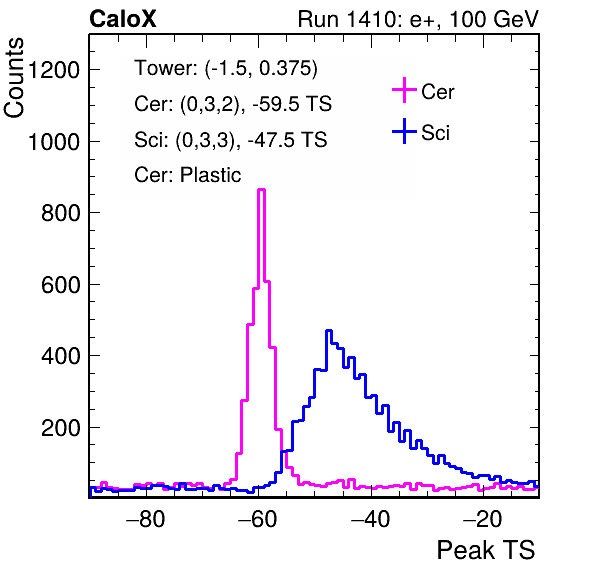 CaloX Run 1410: e+, 100 GeV
Counts
Tower: (-1.5, 0.375)
Cer: (0,3,2), -59.5 TS
Sci: (0,3,3), -47.5 TS
Cer: Plastic
Cer
Sci
1200
1000
800
600
400
200
−80 −60 −40 −20
Peak TS